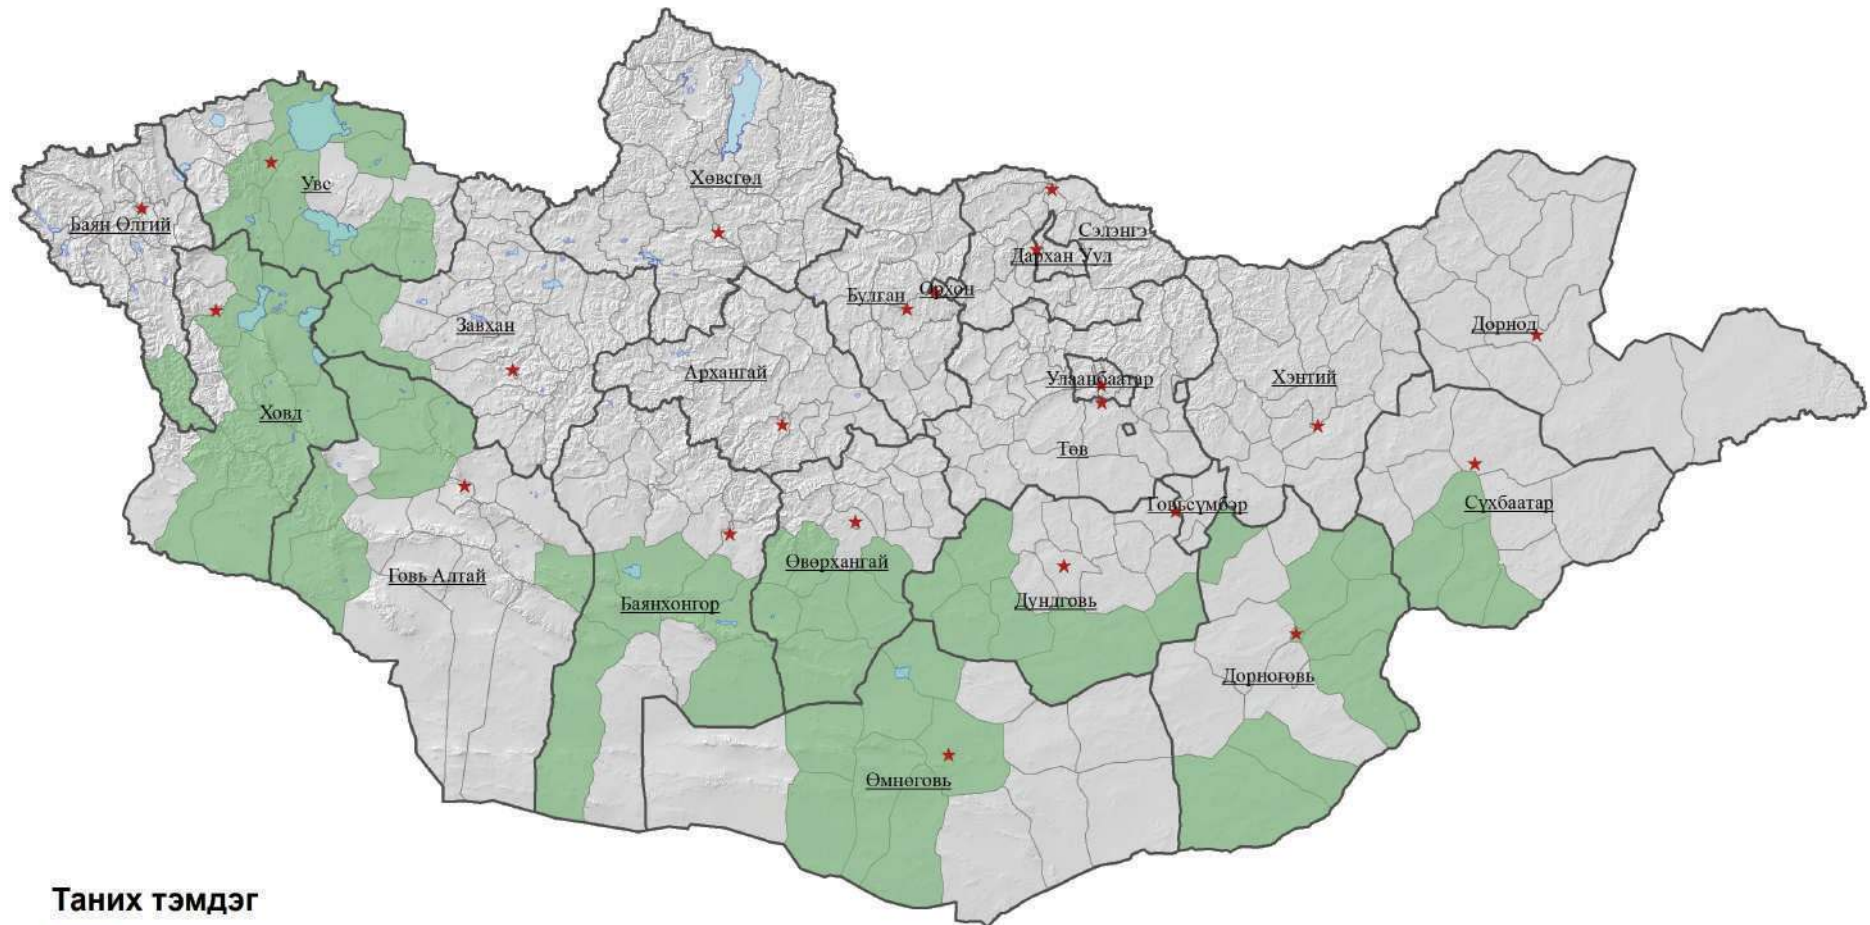 Увс
Хөвсгөл
Баян Өлгий
Сэлэнгэ
Дархан Уул
Булган
Орхон
Завхан
Дорнод
Архангай
Улаанбаатар
Хэнтий
Ховд
Төв
Говьсүмбэр
Сүхбаатар
Өвөрхангай
Говь Алтай
Баянхонгор
Дундговь
Дорноговь
Өмнөговь
Таних тэмдэг